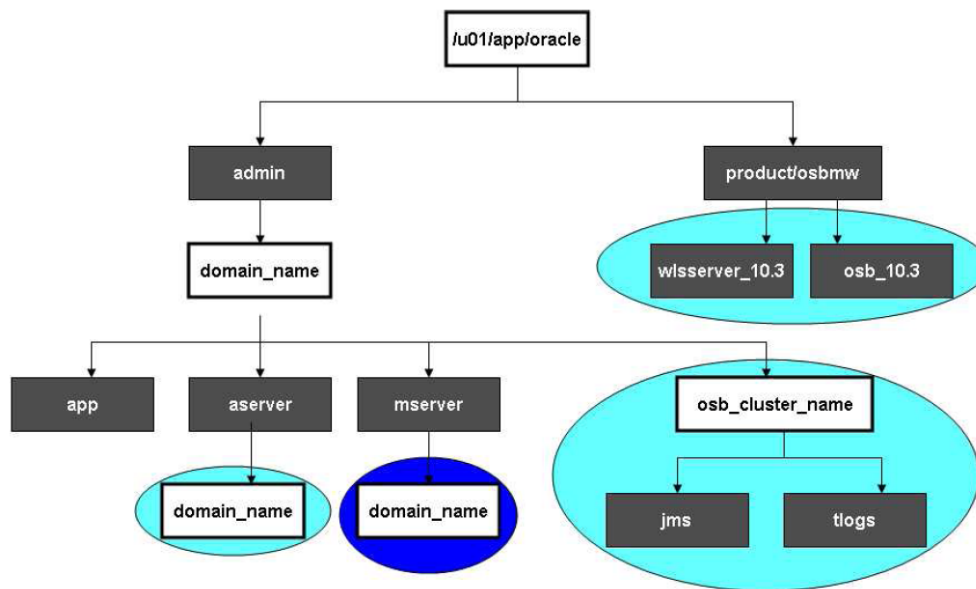 /u01/app/oracle
admin
product/osbmw
domain_name
wlsserver_10.3
osb_10.3
app
aserver
mserver
osb_cluster_name
domain_name
domain_name
jms
tlogs